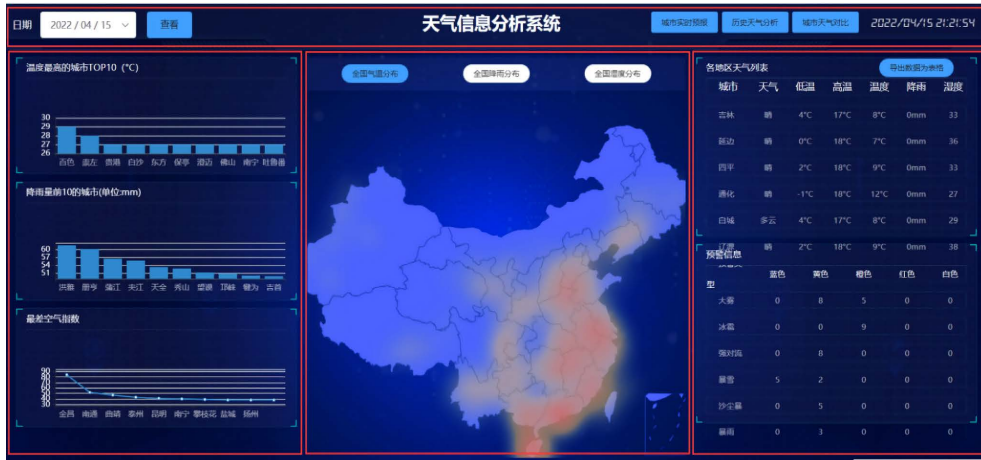 日期 2022 / 04 / 15 查看 天气信息分析系统 城市实时预报 历史天气分析 城市天气对比 2022/04/15 21:21:54
温度最高的城市TOP10（°C）
30
29
28
27
26
百色 崇左 贵港 白沙 东方 保亭 澄迈 佛山 南宁 吐鲁番
降雨量前10的城市(单位:mm)
60
57
54
51
洪雅 丹乡 蒲江 夹江 天全 秀山 望谟 邛崃 犍为 古首
最差空气指数
90
80
70
60
50
40
30
金昌 南通 曲靖 泰州 昆明 南宁 攀枝花 盐城 扬州
全国气温分布 全国降雨分布 全国湿度分布
各地区天气列表 导出数据为表格
城市 天气 低温 高温 温度 降雨 湿度
吉林 晴 4°C 17°C 8°C 0mm 33
延边 晴 0°C 18°C 7°C 0mm 36
四平 晴 2°C 18°C 9°C 0mm 33
通化 晴 -1°C 18°C 12°C 0mm 27
白城 多云 4°C 17°C 8°C 0mm 29
辽源 晴 2°C 18°C 9°C 0mm 38
预警信息
型 蓝色 黄色 橙色 红色 白色
大雾 0 8 5 0 0
冰雹 0 0 9 0 0
强对流 0 8 0 0 0
暴雪 5 2 0 0 0
沙尘暴 0 5 0 0 0
暴雨 0 3 0 0 0